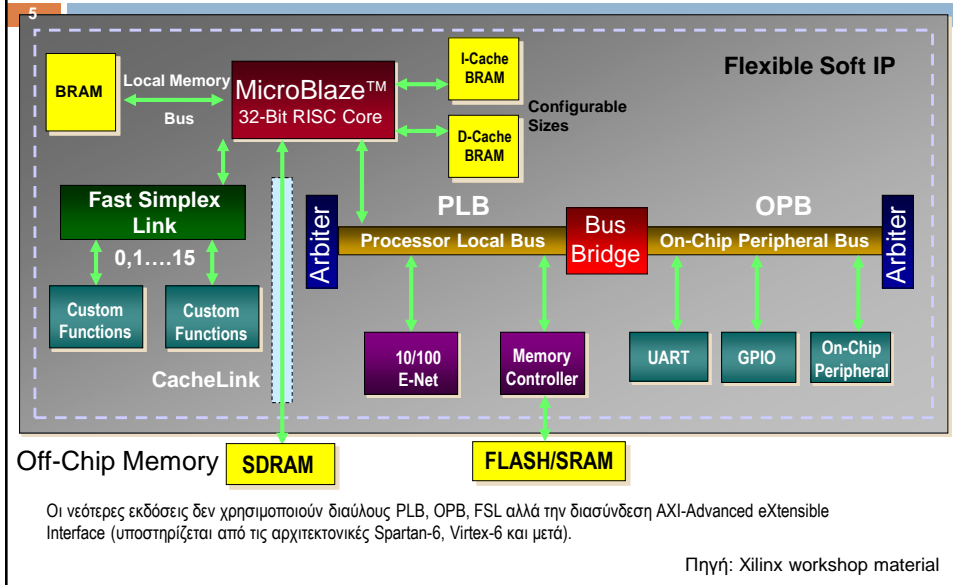 5
Flexible Soft IP
BRAM
Local Memory
Bus
MicroBlaze™
32-Bit RISC Core
I-Cache
BRAM
Configurable
Sizes
D-Cache
BRAM
Fast Simplex
Link
0,1....15
Custom
Functions
Custom
Functions
CacheLink
PLB
OPB
Arbiter
Processor Local Bus
Bus
Bridge
On-Chip Peripheral Bus
Arbiter
10/100
E-Net
Memory
Controller
UART
GPIO
On-Chip
Peripheral
Off-Chip Memory
SDRAM
FLASH/SRAM
Οι νεότερες εκδόσεις δεν χρησιμοποιούν διαύλους PLB, OPB, FSL αλλά την διασύνδεση AXI-Advanced eXtensible
Interface (υποστηρίζεται από τις αρχιτεκτονικές Spartan-6, Virtex-6 και μετά).
Πηγή: Xilinx workshop material